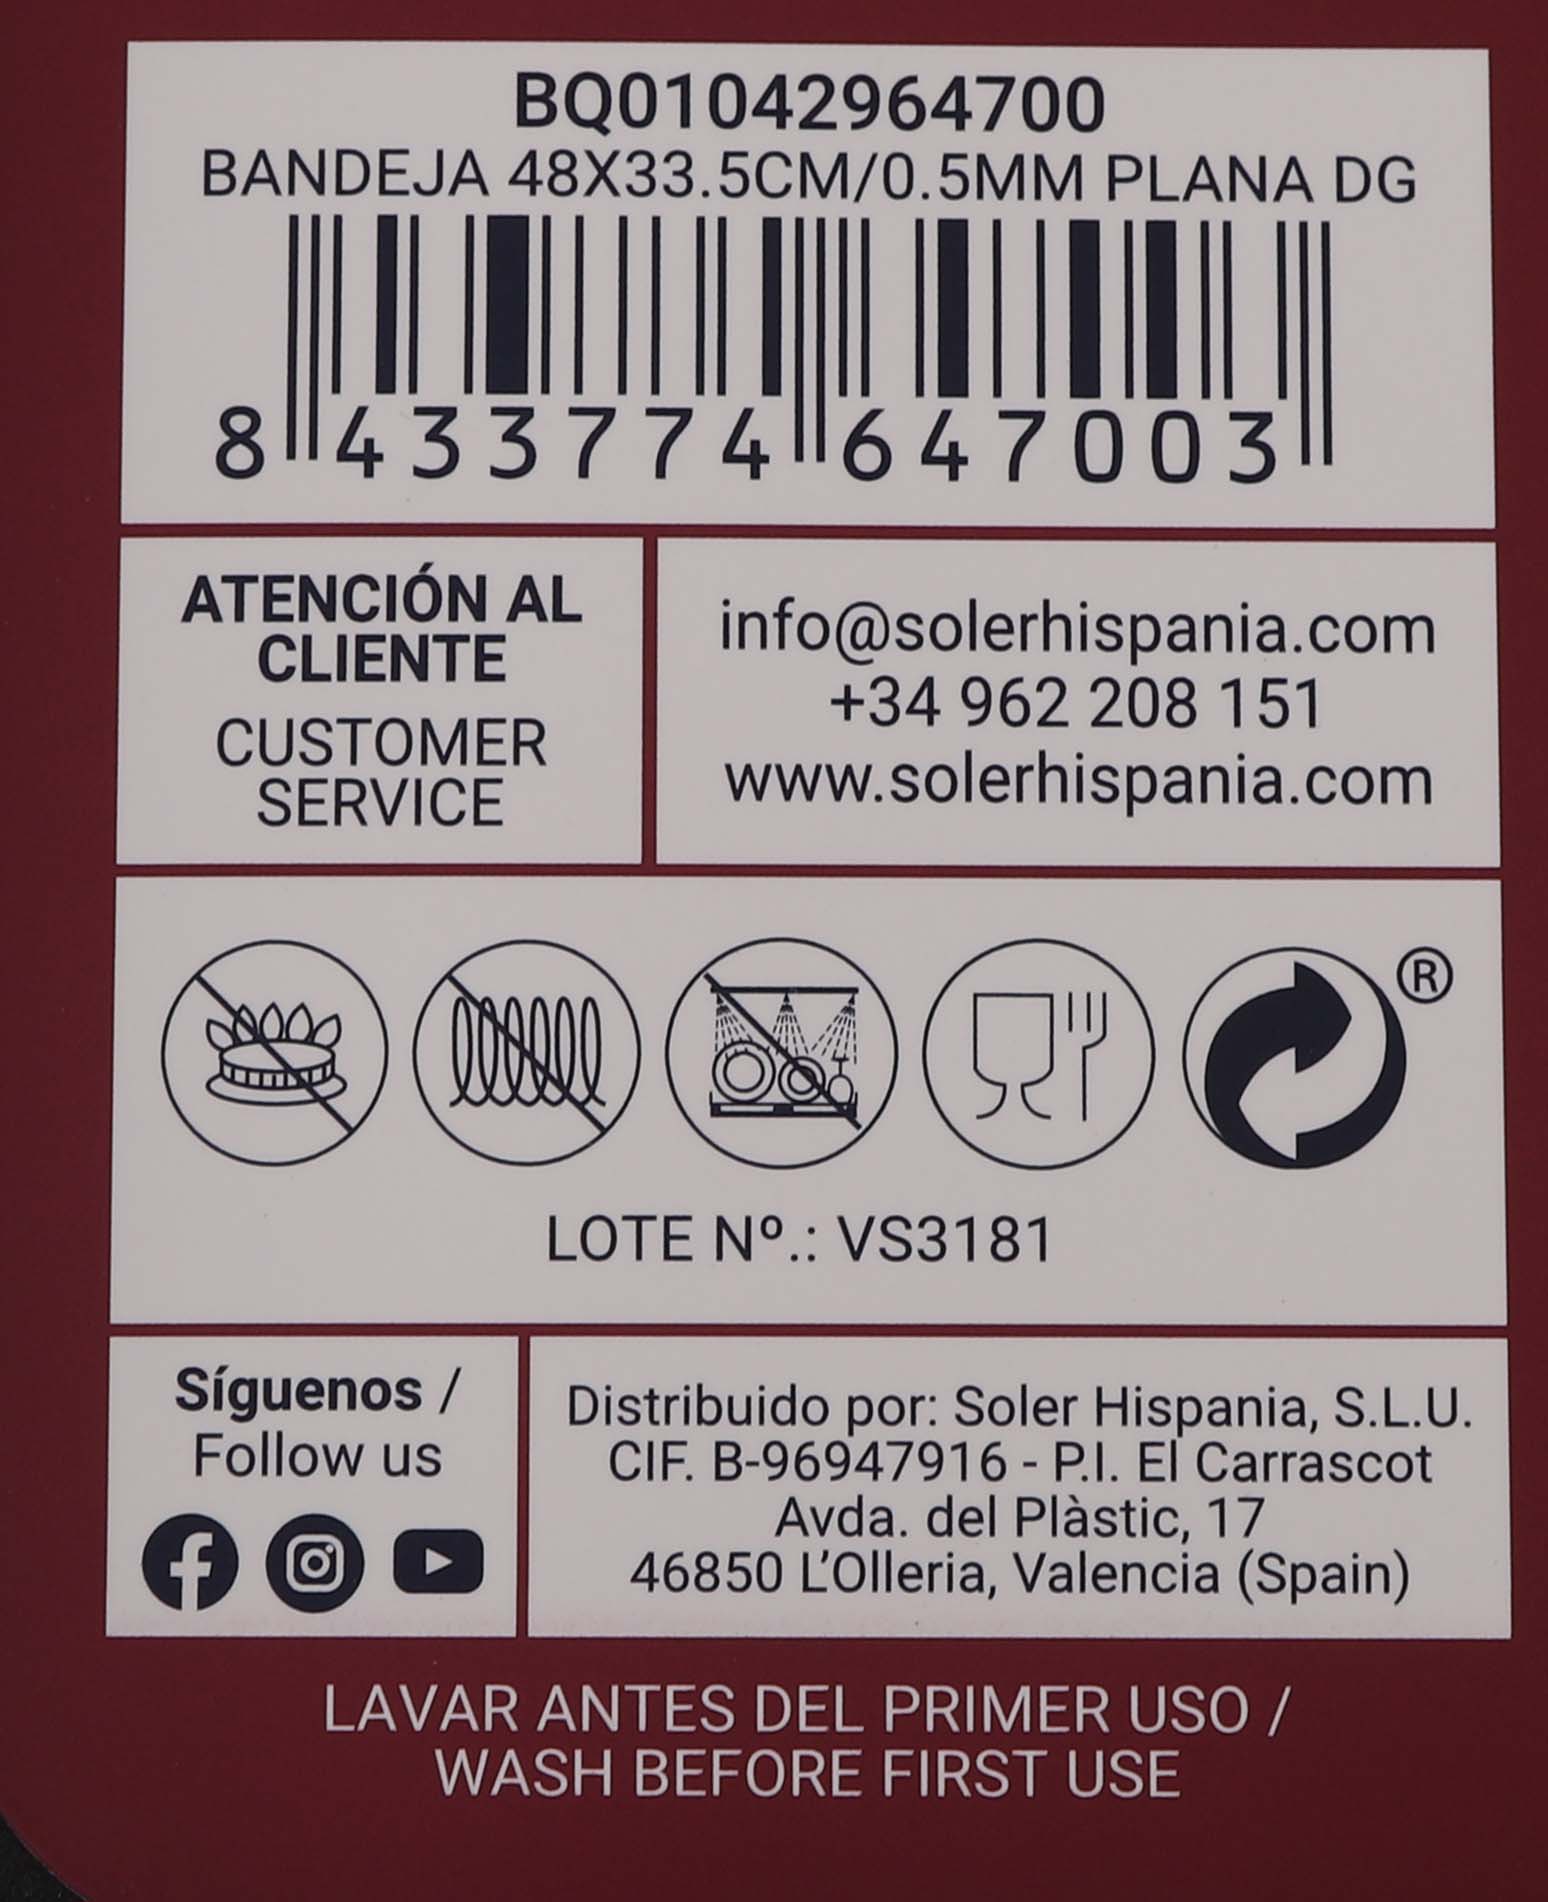 BQ01042964700
BANDEJA 48X33.5CM/0.5MM PLANA DG
8 433774 647003
ATENCIÓN AL
CLIENTE
CUSTOMER
SERVICE
info@solerhispania.com
+34 962 208 151
www.solerhispania.com
®
LOTE Nº.: VS3181
Síguenos /
Follow us
Distribuido por: Soler Hispania, S.L.U.
CIF. B-96947916 - P.I. El Carrascot
Avda. del Plàstic, 17
46850 L’Olleria, Valencia (Spain)
LAVAR ANTES DEL PRIMER USO /
WASH BEFORE FIRST USE